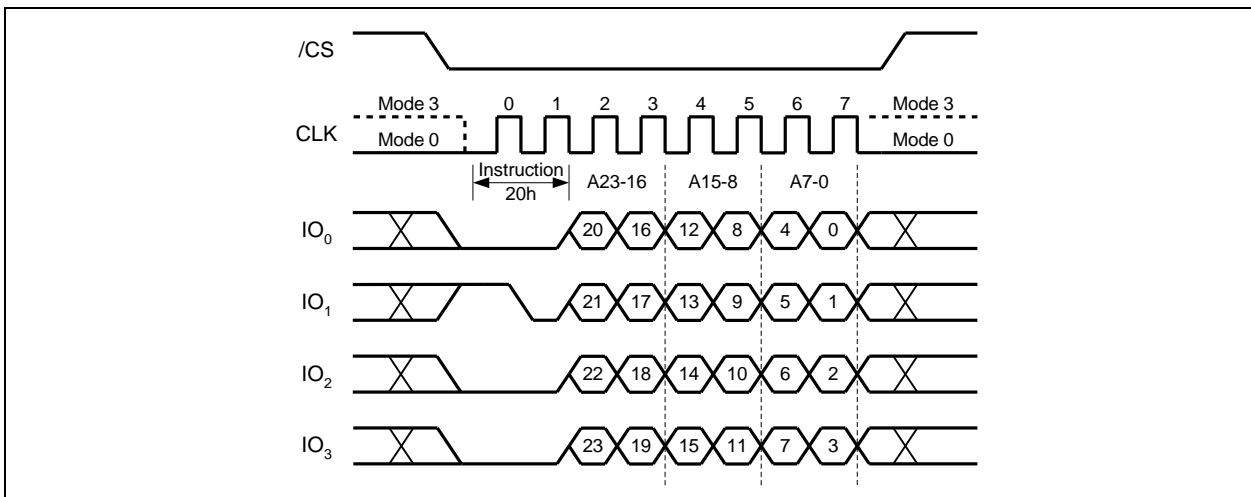 /CS
Mode 3 0 1 2 3 4 5 6 7 Mode 3
CLK
Mode 0 Mode 0
Instruction
20h A23-16 A15-8 A7-0
IO0 20 16 12 8 4 0
IO1 21 17 13 9 5 1
IO2 22 18 14 10 6 2
IO3 23 19 15 11 7 3